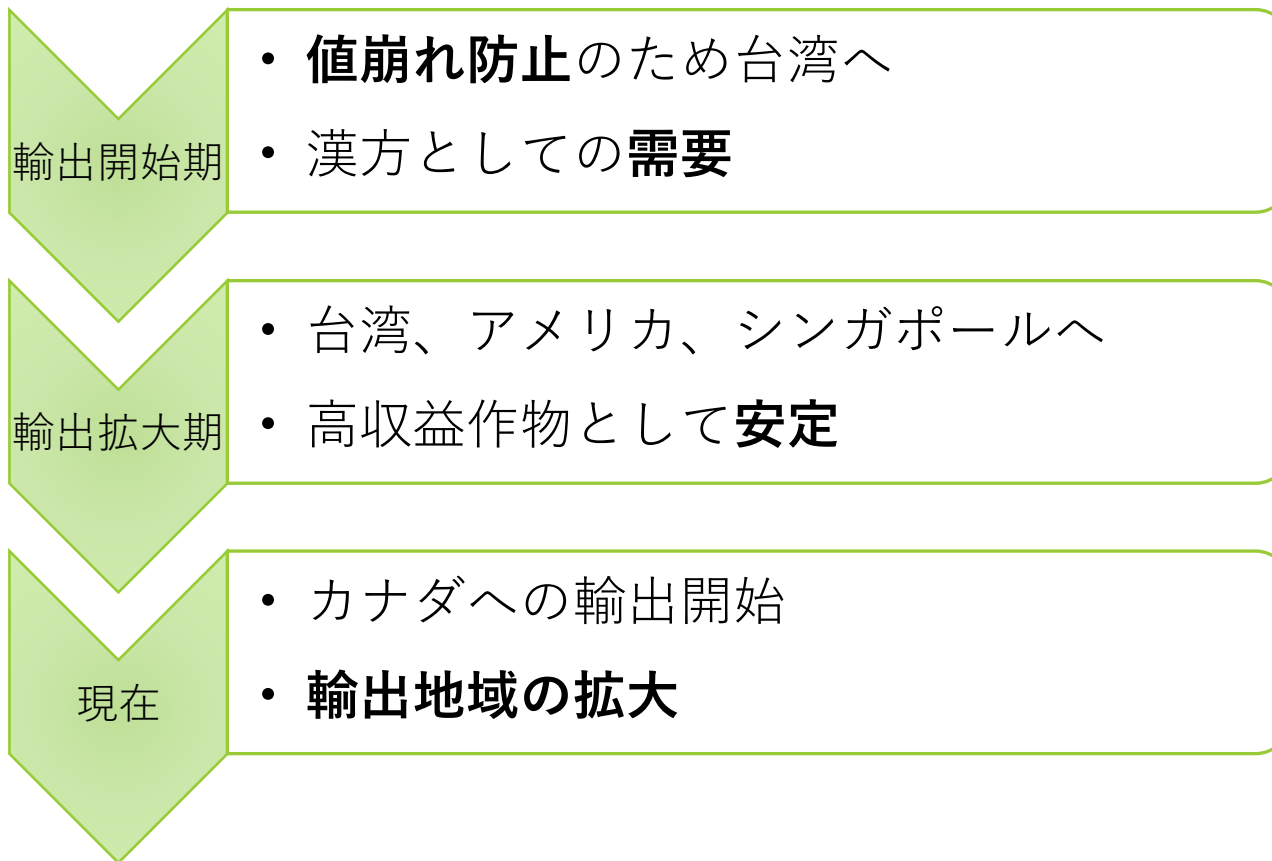 輸出開始期
• 値崩れ防止のため台湾へ
• 漢方としての需要
輸出拡大期
• 台湾、アメリカ、シンガポールへ
• 高収益作物として安定
現在
• カナダへの輸出開始
• 輸出地域の拡大